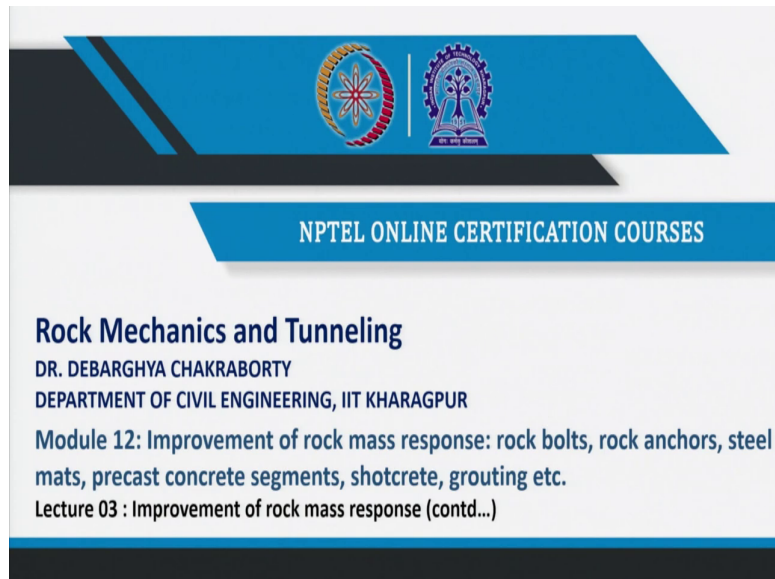 NPTEL ONLINE CERTIFICATION COURSES
Rock Mechanics and Tunneling
DR. DEBARGHYA CHAKRABORTY
DEPARTMENT OF CIVIL ENGINEERING, IIT KHARAGPUR
Module 12: Improvement of rock mass response: rock bolts, rock anchors, steel
mats, precast concrete segments, shotcrete, grouting etc.
Lecture 03 : Improvement of rock mass response (contd...)